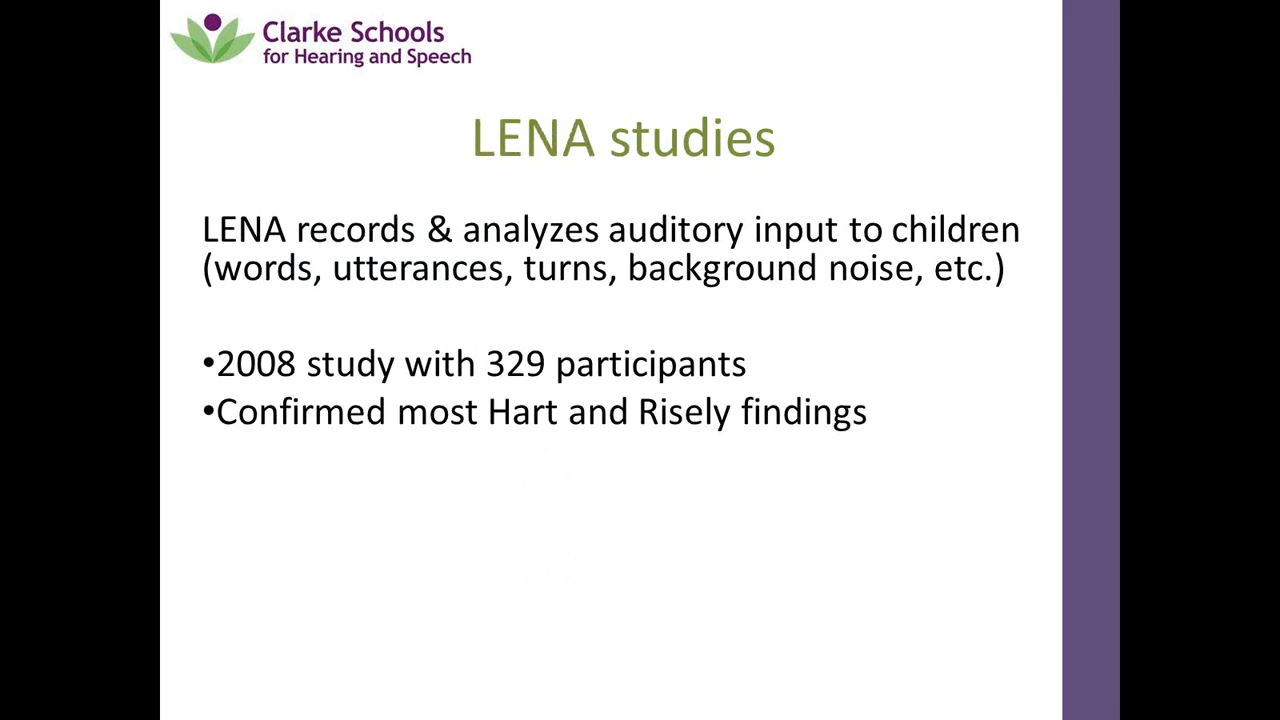 Clarke Schools
for Hearing and Speech
LENA studies
LENA records & analyzes auditory input to children
(words, utterances, turns, background noise, etc.)
•2008 study with 329 participants
•Confirmed most Hart and Risely findings